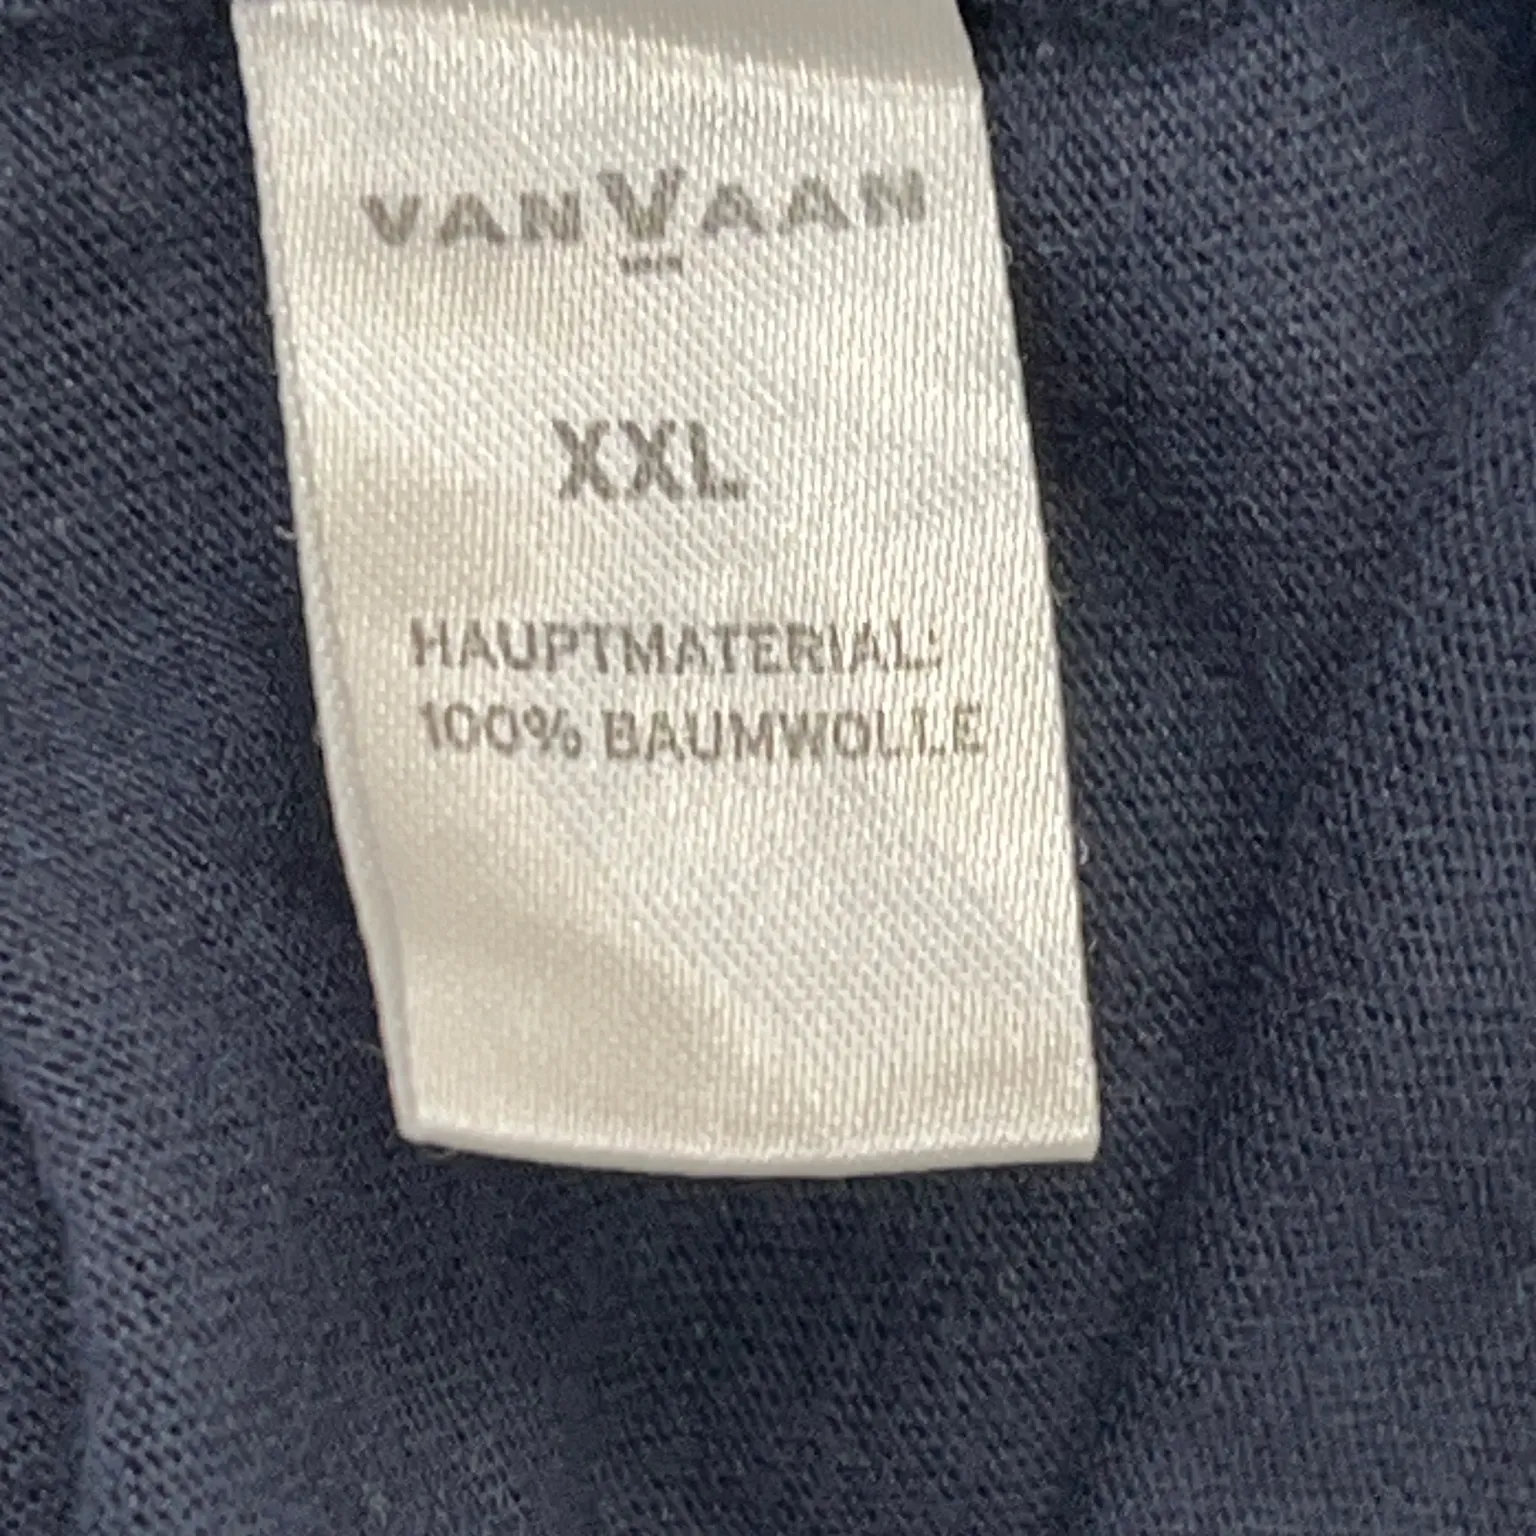 VANVAAN
XXL
HAUPTMATERIAL:
100% BAUMWOLLE